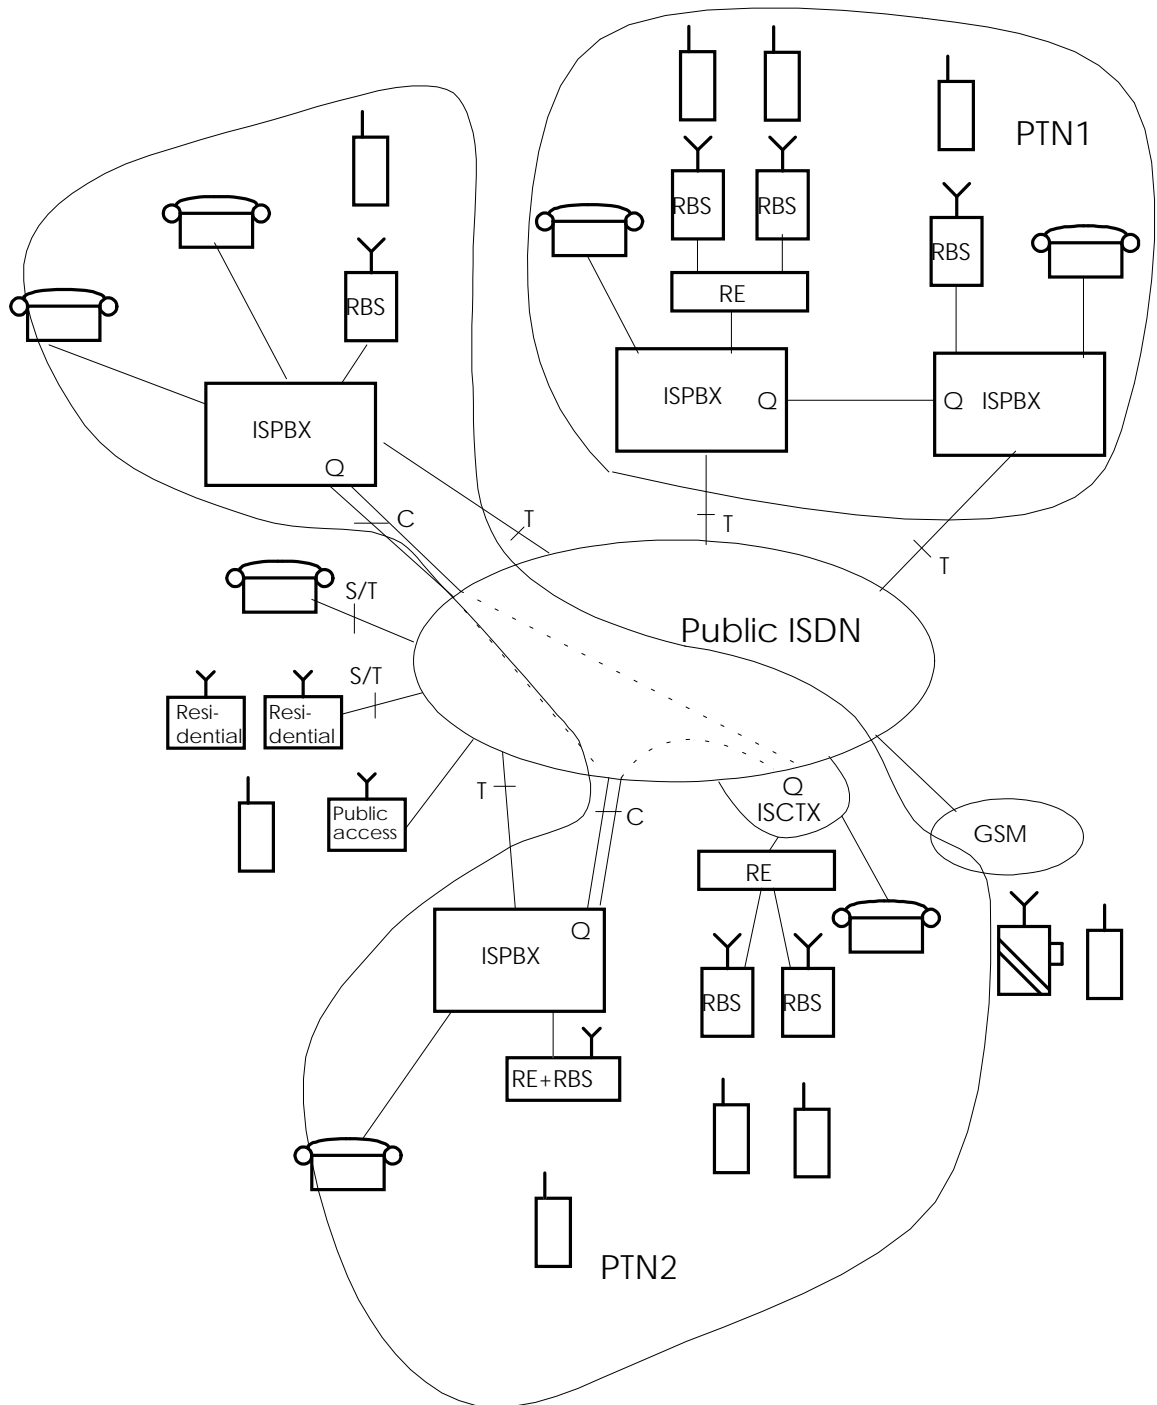 PTN1
RBS
RBS
RBS
RE
RBS
ISPBX
Q
Q
ISPBX
ISPBX
Q
C
T
T
T
S/T
Public ISDN
S/T
Resi-
dential
Resi-
dential
T
Q
ISCTX
C
Public
access
GSM
RE
ISPBX
Q
RBS
RBS
RE+RBS
PTN2